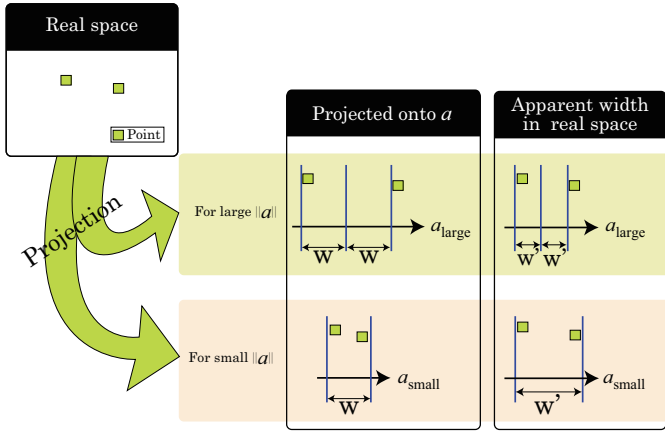 Real space
Point
Projection
Projected onto a
Apparent width
in real space
For large ||a||
a_large
W W
a_large
W' W'
For small ||a||
a_small
W
a_small
W'